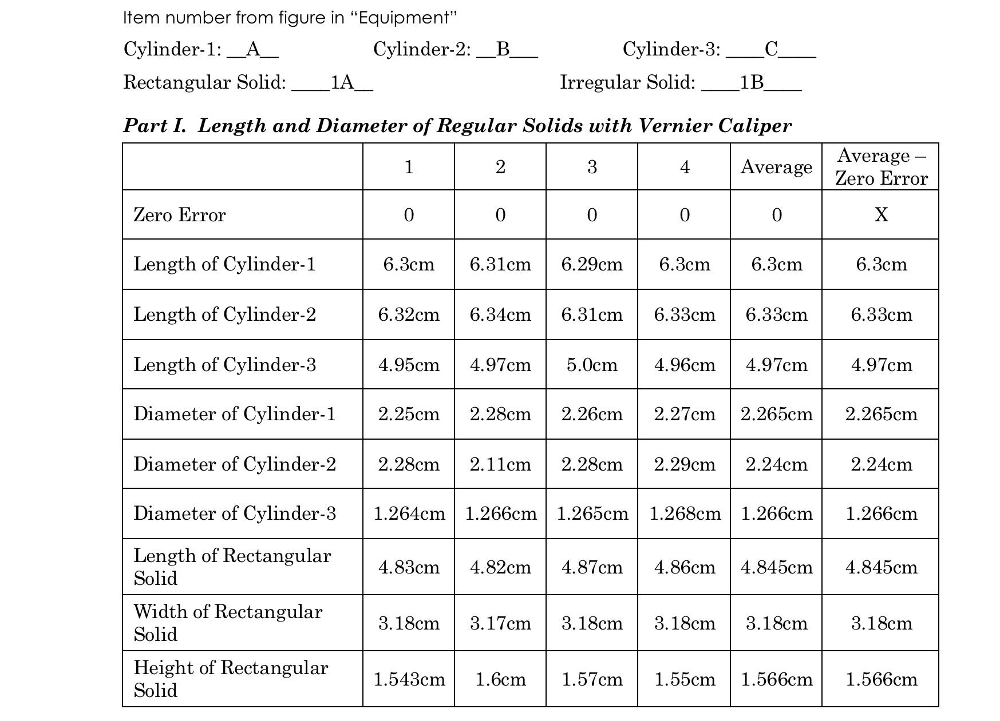 Item number from figure in “Equipment”
Cylinder-1: __A__ Cylinder-2: __B___ Cylinder-3: ____C____
Rectangular Solid: ____1A__ Irregular Solid: ____1B____
Part I. Length and Diameter of Regular Solids with Vernier Caliper
1 2 3 4 Average Average –
Zero Error
Zero Error 0 0 0 0 0 X
Length of Cylinder-1 6.3cm 6.31cm 6.29cm 6.3cm 6.3cm 6.3cm
Length of Cylinder-2 6.32cm 6.34cm 6.31cm 6.33cm 6.33cm 6.33cm
Length of Cylinder-3 4.95cm 4.97cm 5.0cm 4.96cm 4.97cm 4.97cm
Diameter of Cylinder-1 2.25cm 2.28cm 2.26cm 2.27cm 2.265cm 2.265cm
Diameter of Cylinder-2 2.28cm 2.11cm 2.28cm 2.29cm 2.24cm 2.24cm
Diameter of Cylinder-3 1.264cm 1.266cm 1.265cm 1.268cm 1.266cm 1.266cm
Length of Rectangular
Solid 4.83cm 4.82cm 4.87cm 4.86cm 4.845cm 4.845cm
Width of Rectangular
Solid 3.18cm 3.17cm 3.18cm 3.18cm 3.18cm 3.18cm
Height of Rectangular
Solid 1.543cm 1.6cm 1.57cm 1.55cm 1.566cm 1.566cm